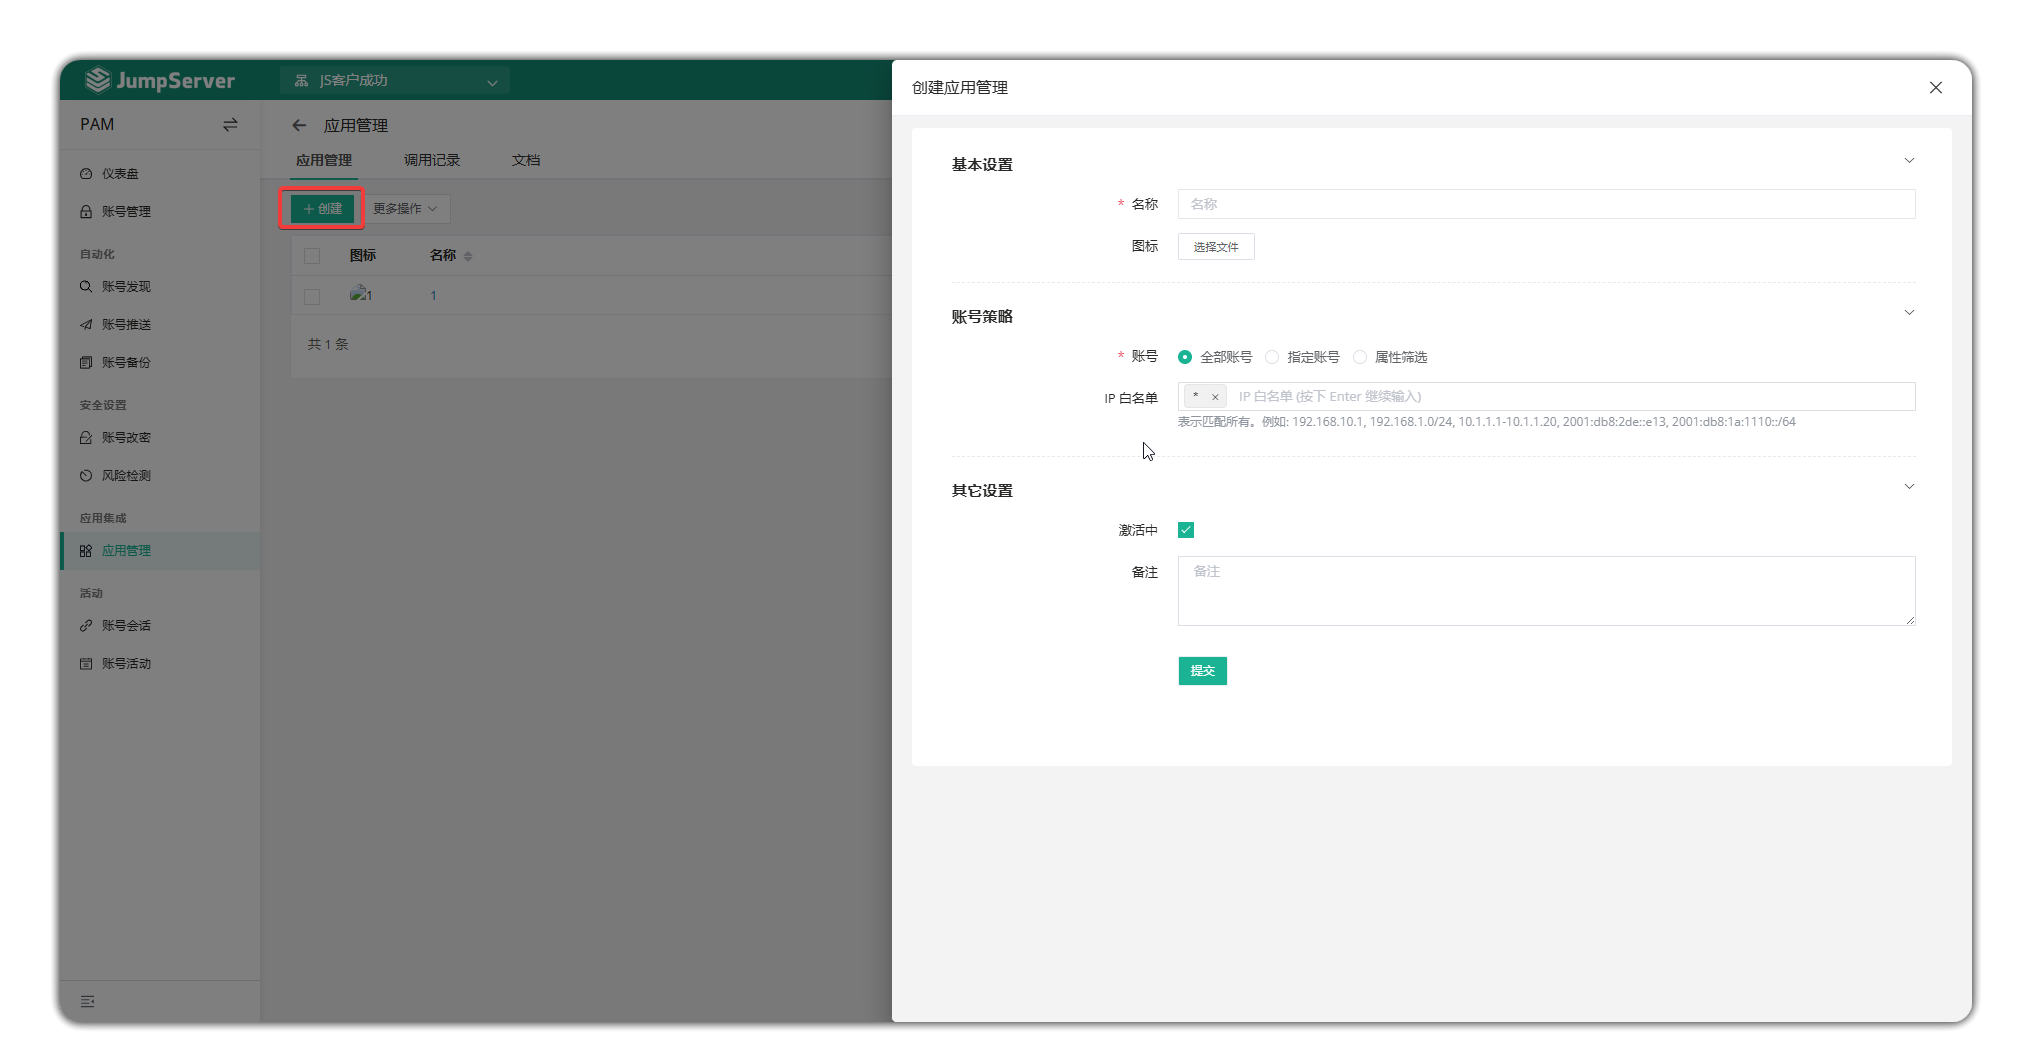 JumpServer
JS客户成功
PAM
仪表盘
账号管理
自动化
账号发现
账号推送
账号备份
安全设置
账号改密
风险检测
应用集成
应用管理
活动
账号会话
账号活动
应用管理
应用管理 调用记录 文档
创建 更多操作
图标 名称
1 1
共 1 条
创建应用管理
基本设置
* 名称 名称
图标 选择文件
账号策略
* 账号 全部账号 指定账号 属性筛选
IP 白名单 * × IP 白名单 (按下 Enter 继续输入)
表示匹配所有。例如: 192.168.10.1, 192.168.1.0/24, 10.1.1.1-10.1.1.20, 2001:db8:2de::e13, 2001:db8:1a:1110::/64
其它设置
激活中
备注 备注
提交